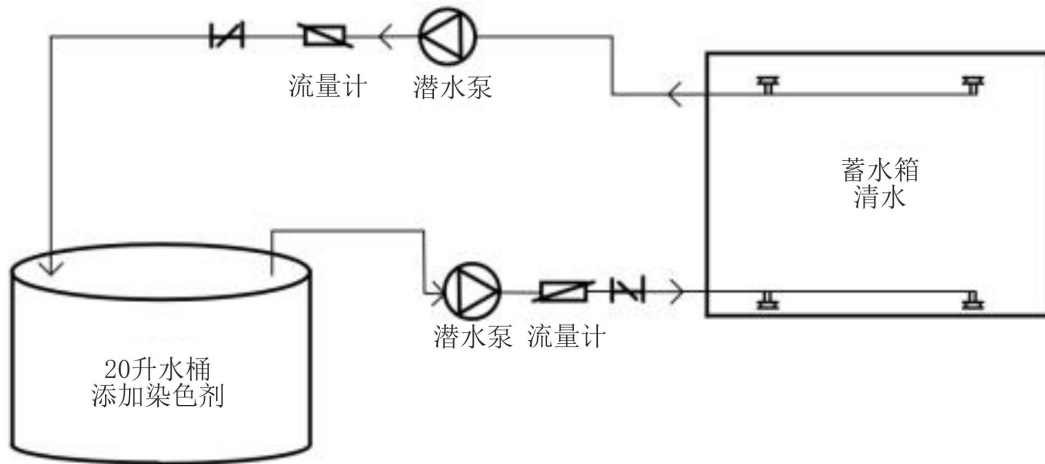 流量计 潜水泵
蓄水箱
清水
潜水泵 流量计
20升水桶
添加染色剂